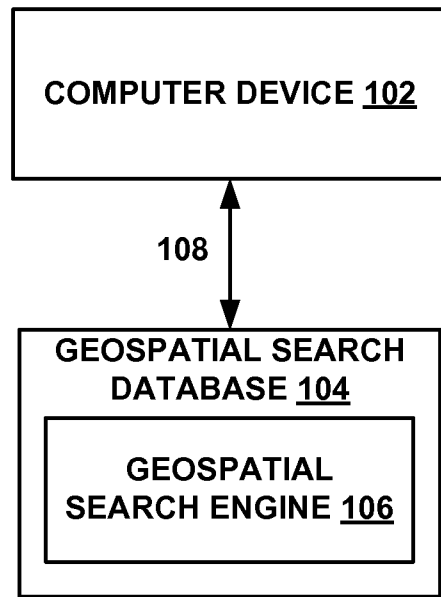 COMPUTER DEVICE 102
108
GEOSPATIAL SEARCH
DATABASE 104
GEOSPATIAL
SEARCH ENGINE 106